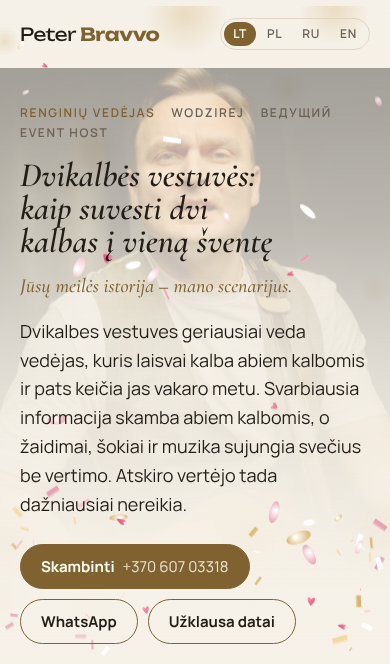 Peter Bravvo
LT PL RU EN
RENGINIŲ VEDĖJAS WODZIREJ ВЕДУЩИЙ
EVENT HOST
Dvikalbės vestuvės:
kaip suvesti dvi
kalbas į vieną šventę
Jūsų meilės istorija – mano scenarijus.
Dvikalbes vestuves geriausiai veda
vedėjas, kuris laisvai kalba abiem kalbomis
ir pats keičia jas vakaro metu. Svarbiausia
informacija skamba abiem kalbomis, o
žaidimai, šokiai ir muzika sujungia svečius
be vertimo. Atskiro vertėjo tada
dažniausiai nereikia.
Skambinti +370 607 03318
WhatsApp Užklausa datai